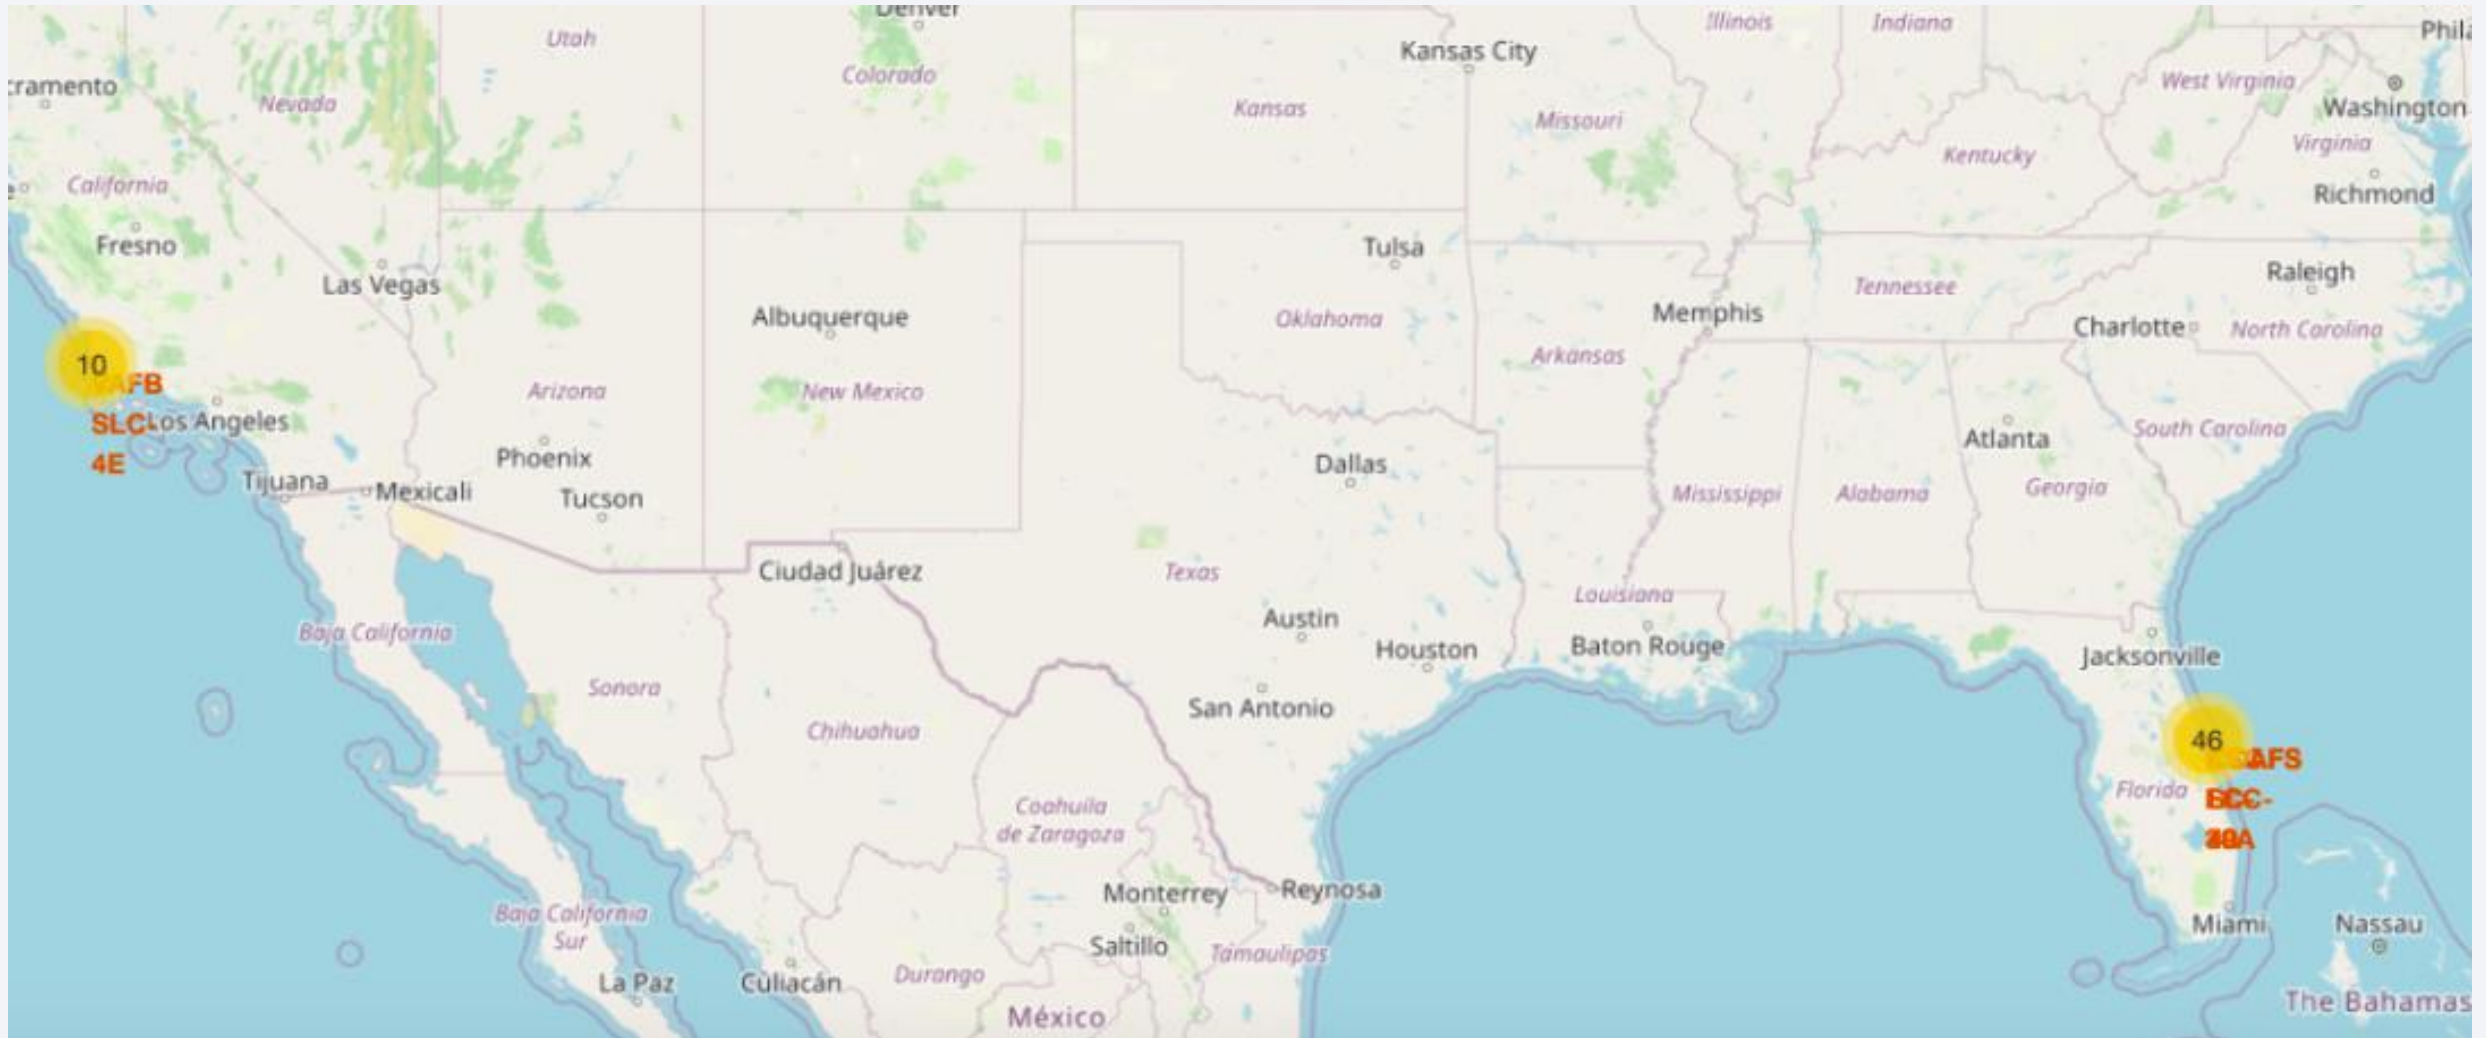 Denver
Utah
Illinois
Indiana
Phila
Kansas City
cramento
Colorado
West Virginia
Nevada
Kansas
Washington
Missouri
Virginia
Kentucky
California
Richmond
Fresno
Tulsa
Las Vegas
Raleigh
Tennessee
Albuquerque
Oklahoma
Memphis
Charlotte
North Carolina
10
Arkansas
AFB
Arizona
New Mexico
SLC-
Los Angeles
South Carolina
Atlanta
4E
Phoenix
Dallas
Tijuana
Mexicali
Tucson
Mississippi
Alabama
Georgia
Ciudad Juárez
Texas
Louisiana
Austin
Baja California
Houston
Baton Rouge
Jacksonville
Sonora
San Antonio
Chihuahua
46
AFS
Florida
Coahuila
de Zaragoza
Monterrey
Reynosa
Baja California
Sur
Miami
Nassau
Saltillo
Tamaulipas
La Paz
Culiacán
Durango
México
The Bahamas